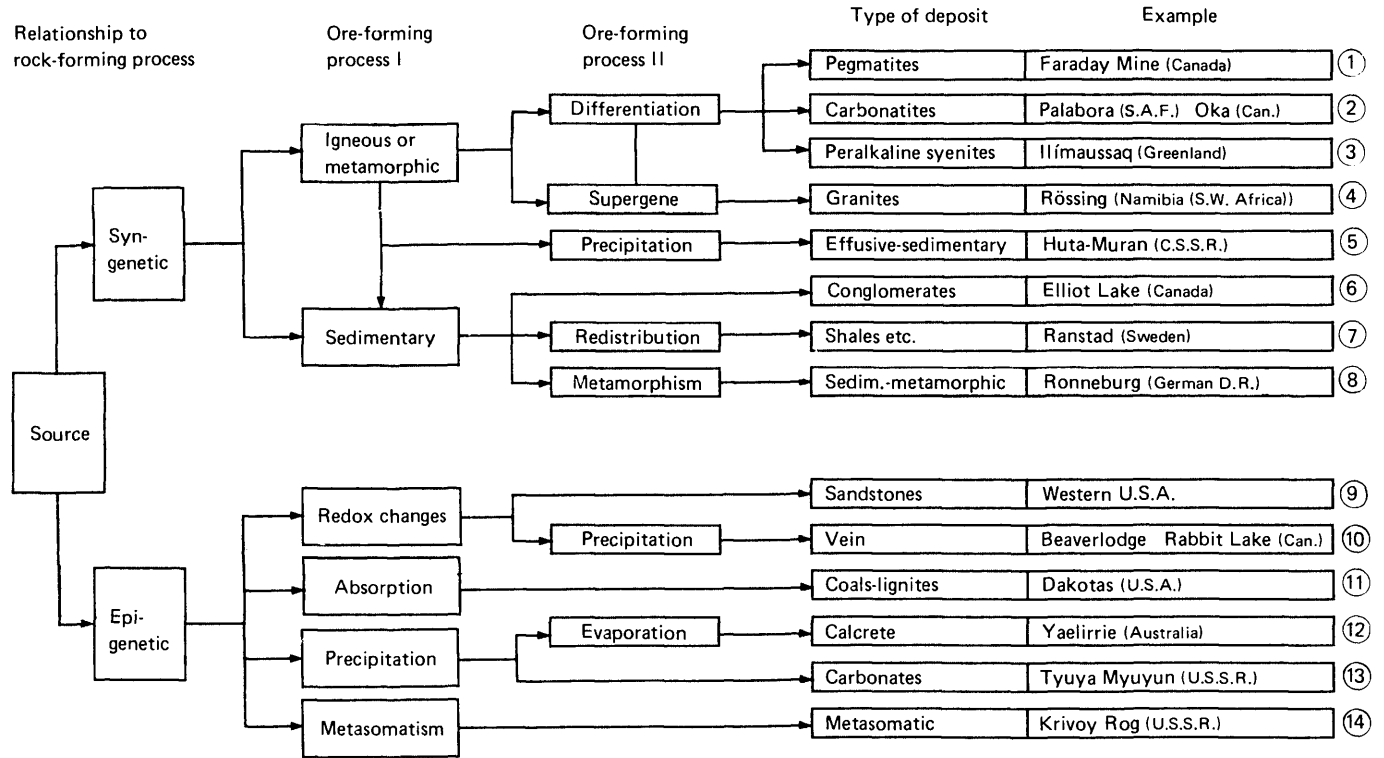 Type of deposit Example
Relationship to Ore-forming Ore-forming
rock-forming process process I process II
Pegmatites Faraday Mine (Canada) 1
Differentiation Carbonatites Palabora (S.A.F.) Oka (Can.) 2
Igneous or
metamorphic
Peralkaline syenites Ilímaussaq (Greenland) 3
Supergene Granites Rössing (Namibia (S.W. Africa)) 4
Syn-
genetic
Precipitation Effusive-sedimentary Huta-Muran (C.S.S.R.) 5
Conglomerates Elliot Lake (Canada) 6
Sedimentary Redistribution Shales etc. Ranstad (Sweden) 7
Metamorphism Sedim.-metamorphic Ronneburg (German D.R.) 8
Source
Sandstones Western U.S.A. 9
Redox changes
Precipitation Vein Beaverlodge Rabbit Lake (Can.) 10
Absorption Coals-lignites Dakotas (U.S.A.) 11
Epi-
genetic
Evaporation Calcrete Yaelirrie (Australia) 12
Precipitation
Carbonates Tyuya Myuyun (U.S.S.R.) 13
Metasomatism Metasomatic Krivoy Rog (U.S.S.R.) 14